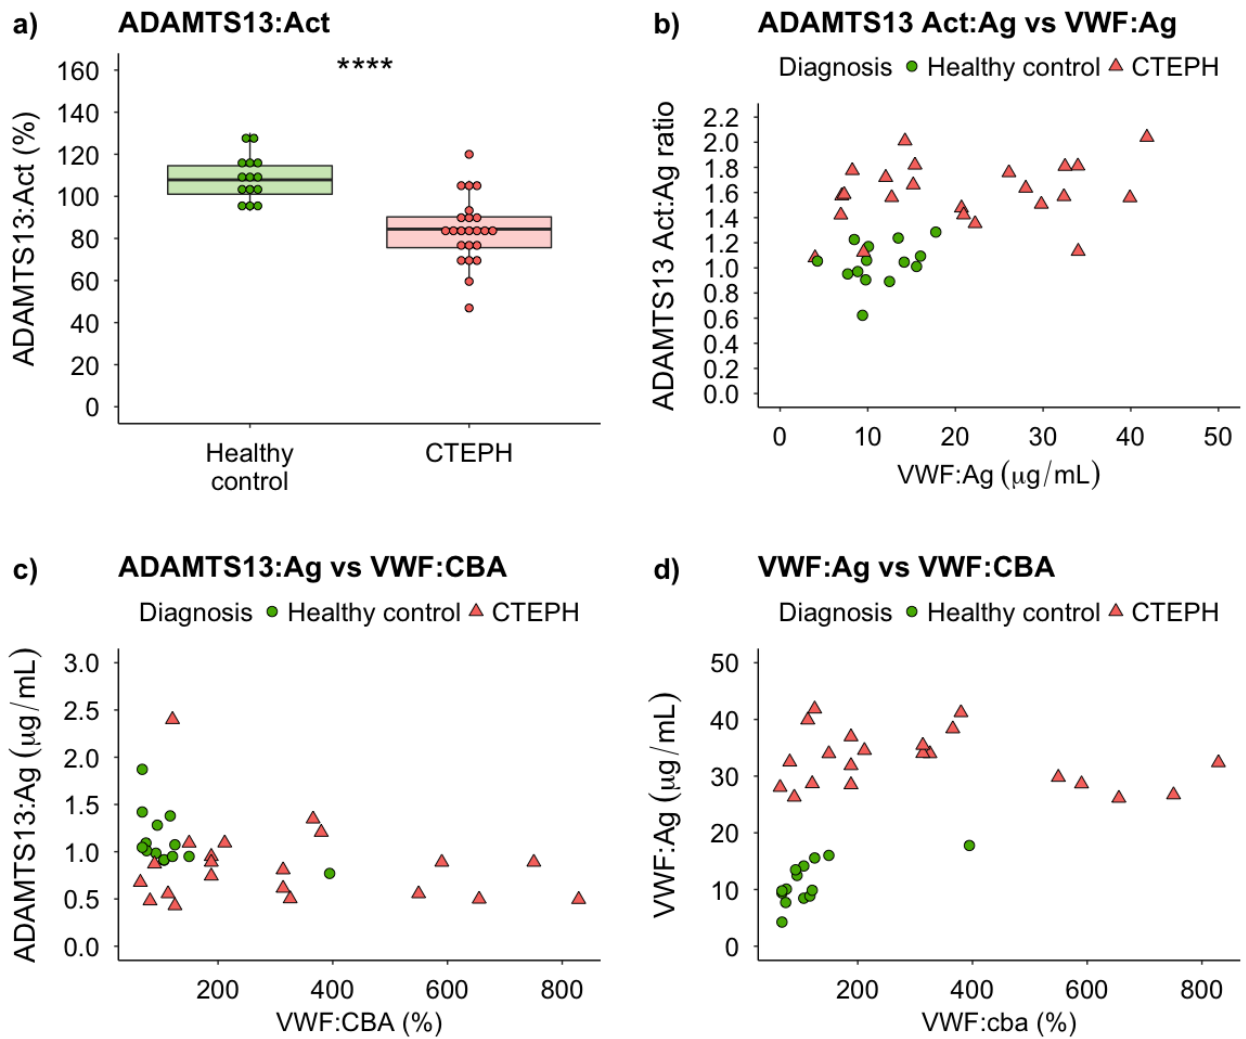 a) ADAMTS13:Act
****
ADAMTS13:Act (%)
160
140
120
100
80
60
40
20
0
Healthy
control
CTEPH
b) ADAMTS13 Act:Ag vs VWF:Ag
Diagnosis Healthy control CTEPH
ADAMTS13 Act:Ag ratio
2.2
2.0
1.8
1.6
1.4
1.2
1.0
0.8
0.6
0.4
0.2
0.0
0 10 20 30 40 50
VWF:Ag (μg/mL)
c) ADAMTS13:Ag vs VWF:CBA
Diagnosis Healthy control CTEPH
ADAMTS13:Ag (μg/mL)
3.0
2.5
2.0
1.5
1.0
0.5
0.0
200 400 600 800
VWF:CBA (%)
d) VWF:Ag vs VWF:CBA
Diagnosis Healthy control CTEPH
VWF:Ag (μg/mL)
50
40
30
20
10
0
200 400 600 800
VWF:cba (%)